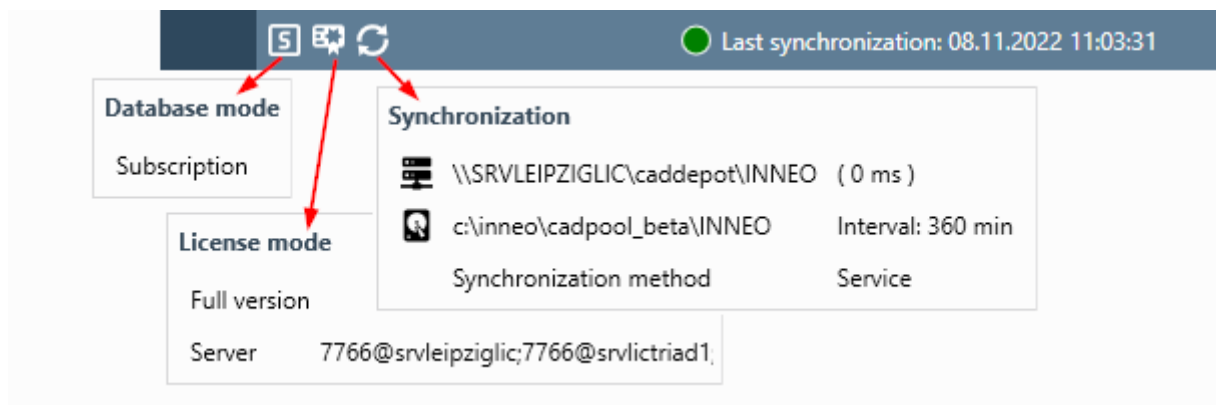 S
Last synchronization: 08.11.2022 11:03:31
Database mode
Subscription
Synchronization
\\SRVLEIPZIGLIC\caddepot\INNEO ( 0 ms )
c:\inneo\cadpool_beta\INNEO Interval: 360 min
Synchronization method Service
License mode
Full version
Server 7766@srvleipziglic;7766@srvlictriad1;